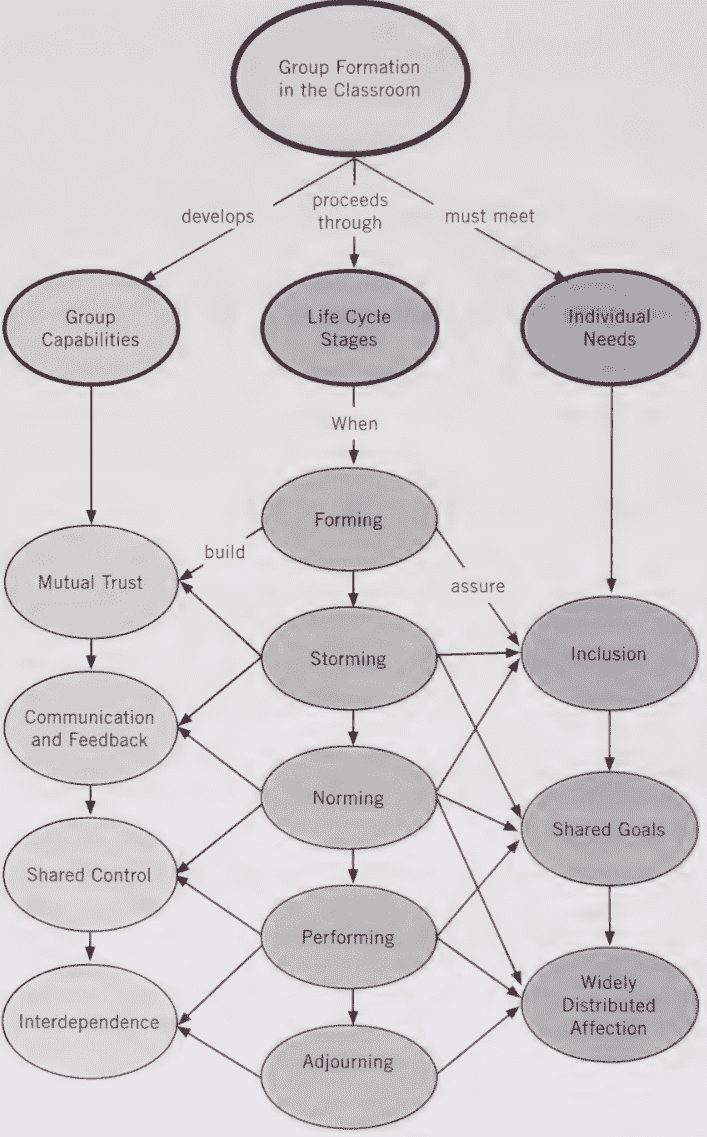 Group Formation
in the Classroom
develops
proceeds
through
must meet
Group
Capabilities
Life Cycle
Stages
Individual
Needs
When
Forming
build
assure
Mutual Trust
Storming
Inclusion
Communication
and Feedback
Norming
Shared Goals
Shared Control
Performing
Widely
Distributed
Affection
Interdependence
Adjourning